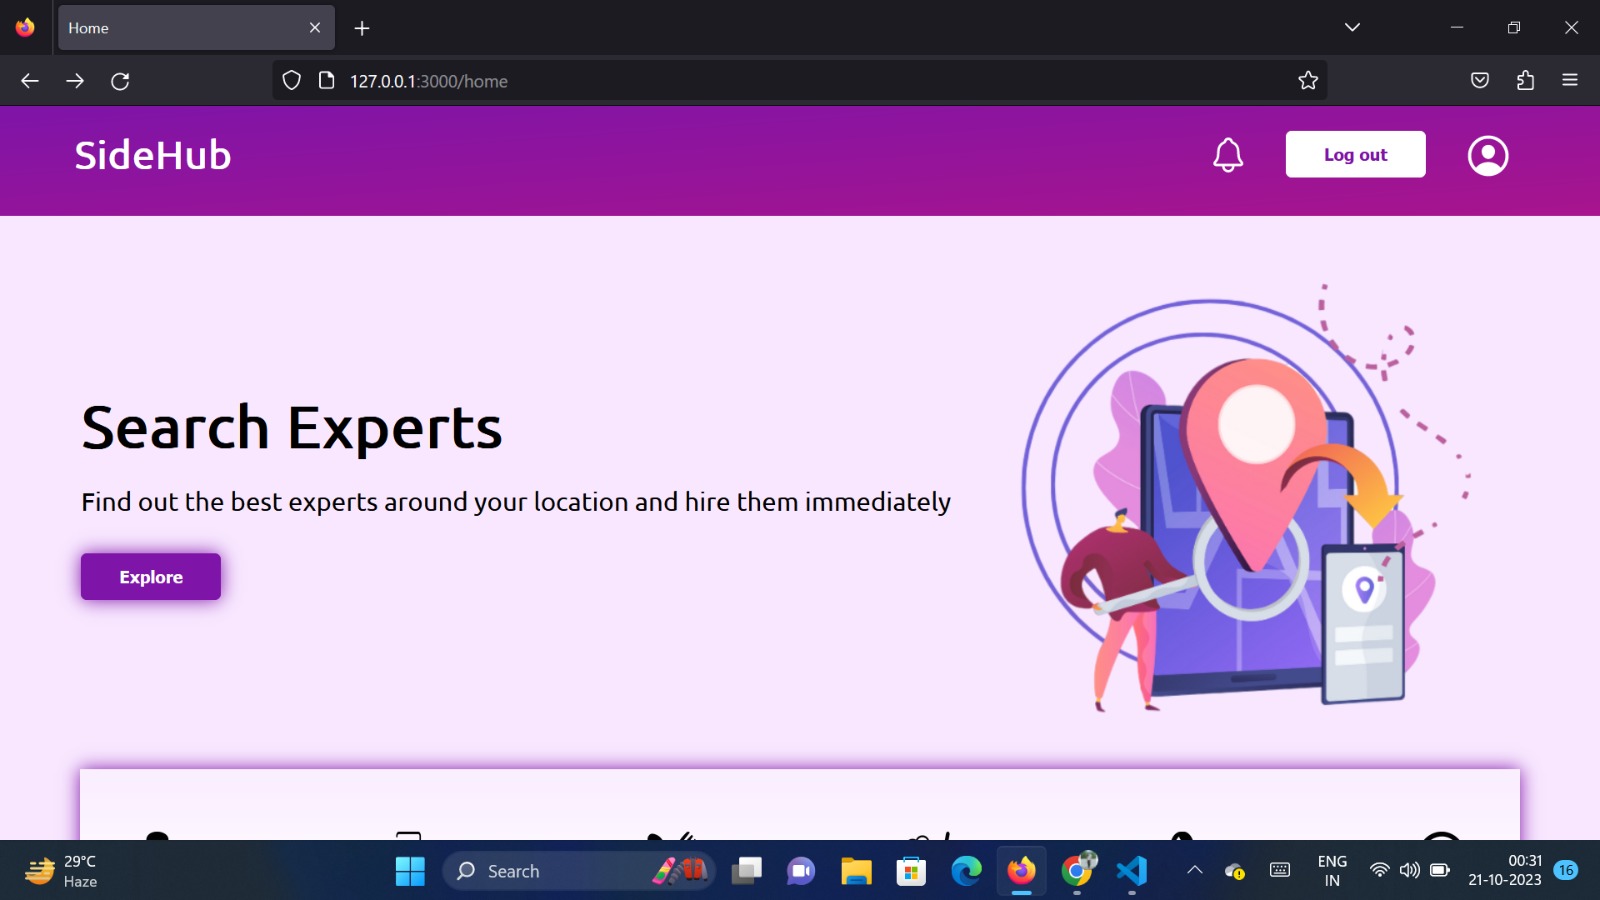 Home
127.0.0.1:3000/home
SideHub
Log out
Search Experts
Find out the best experts around your location and hire them immediately
Explore
29°C
Haze
Search
ENG
IN
00:31
21-10-2023
16